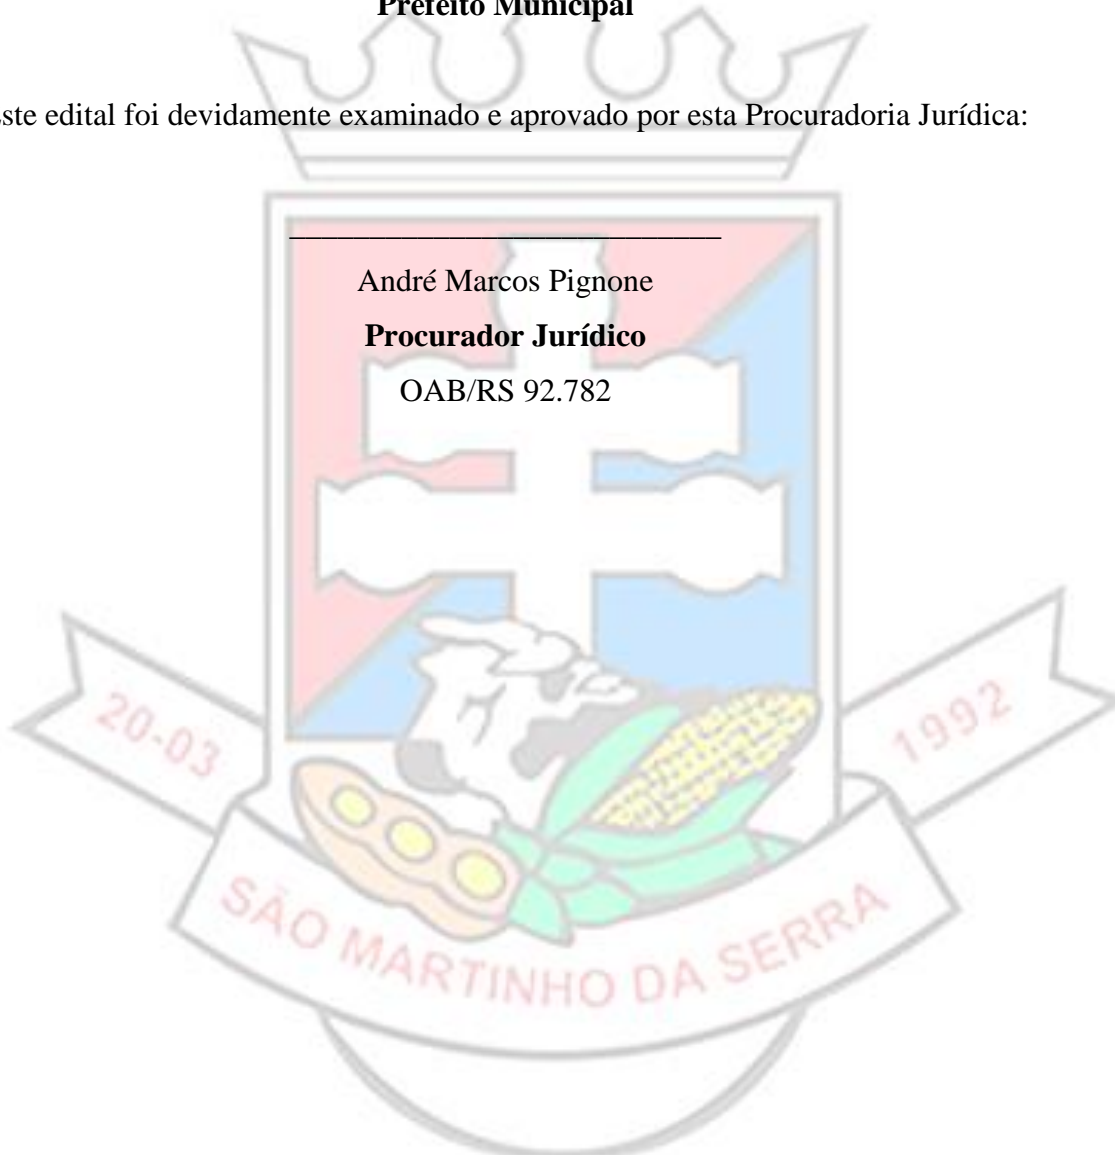 Prefeito Municipal
ste edital foi devidamente examinado e aprovado por esta Procuradoria Jurídica:
___________________________
André Marcos Pignone
Procurador Jurídico
OAB/RS 92.782
20-03
1992
SÃO MARTINHO DA SERRA